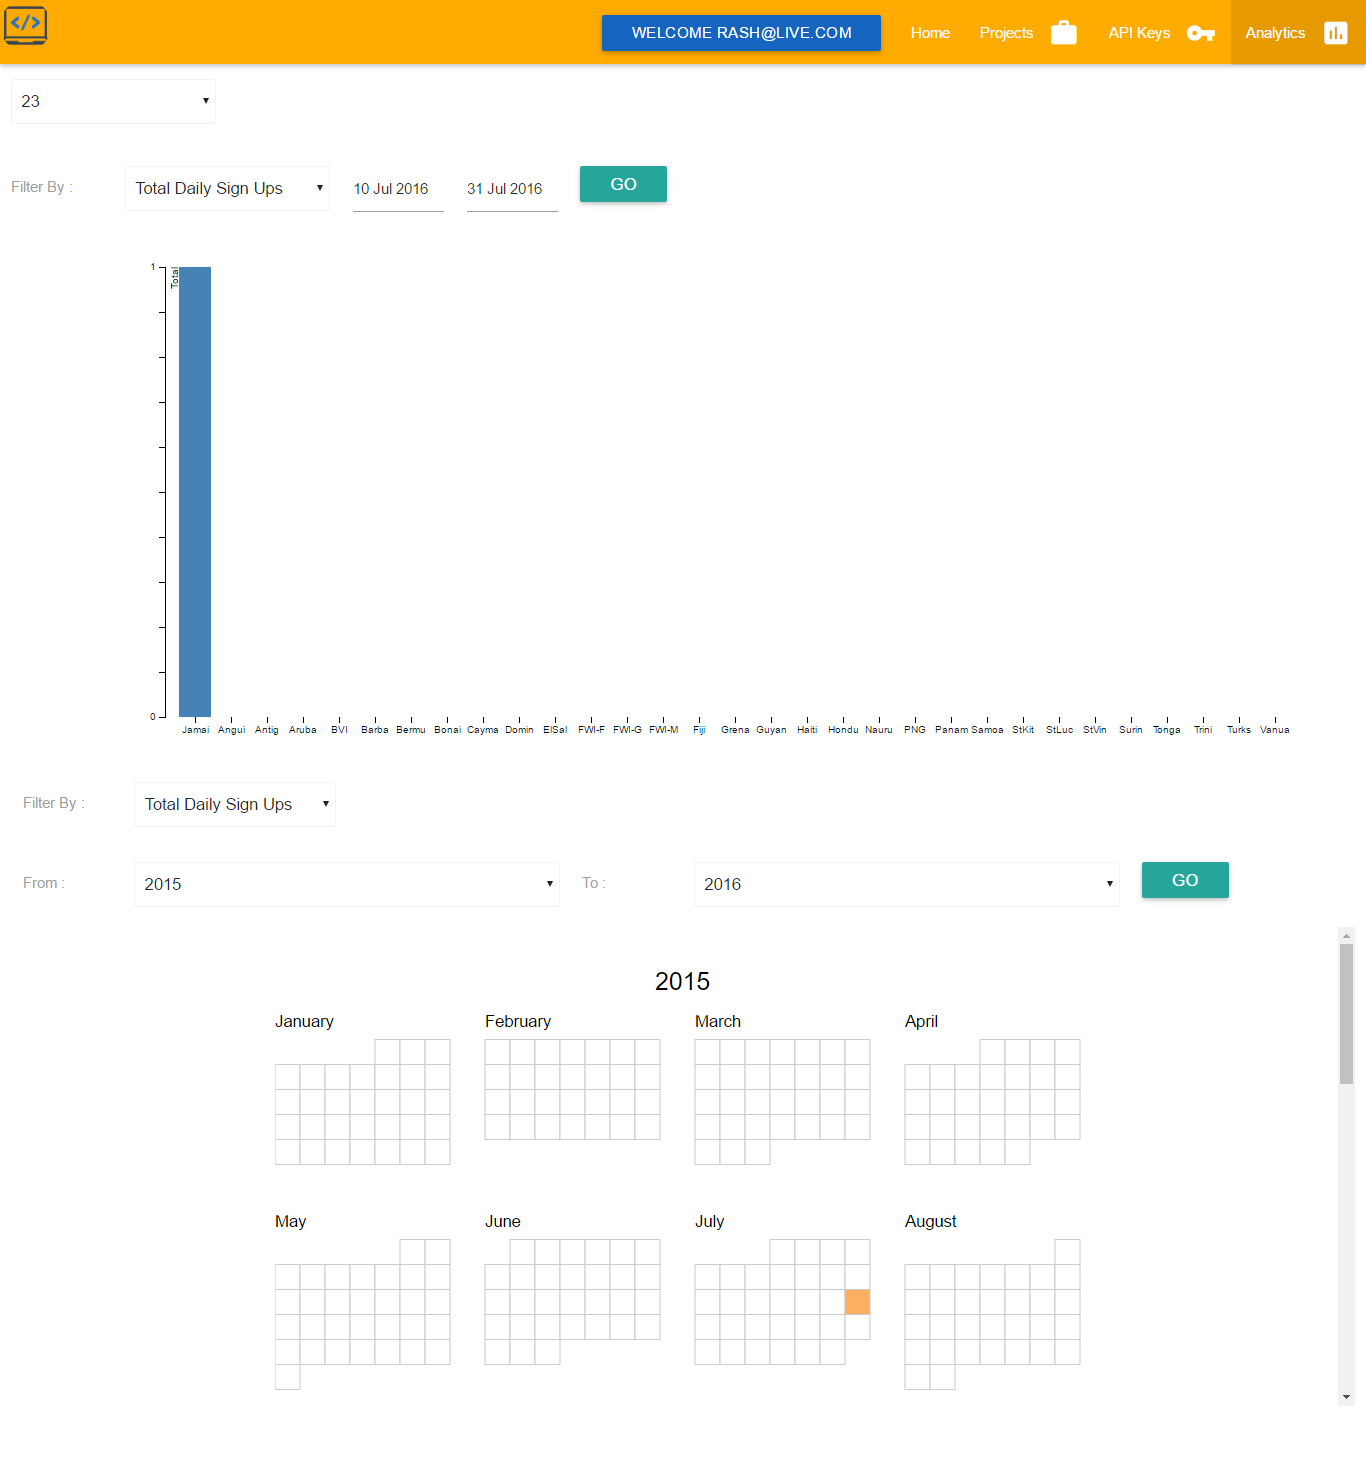 </>
WELCOME RASH@LIVE.COM Home Projects API Keys Analytics
23
Filter By : Total Daily Sign Ups 10 Jul 2016 31 Jul 2016 GO
1
Total
0
Jamai Angui Antig Aruba BVI Barba Bermu Bonai Cayma Domin ElSal FWI-F FWI-G FWI-M Fiji Grena Guyan Haiti Hondu Nauru PNG Panam Samoa StKit StLuc StVin Surin Tonga Trini Turks Vanua
Filter By : Total Daily Sign Ups
From : 2015 To : 2016 GO
2015
January February March April
May June July August